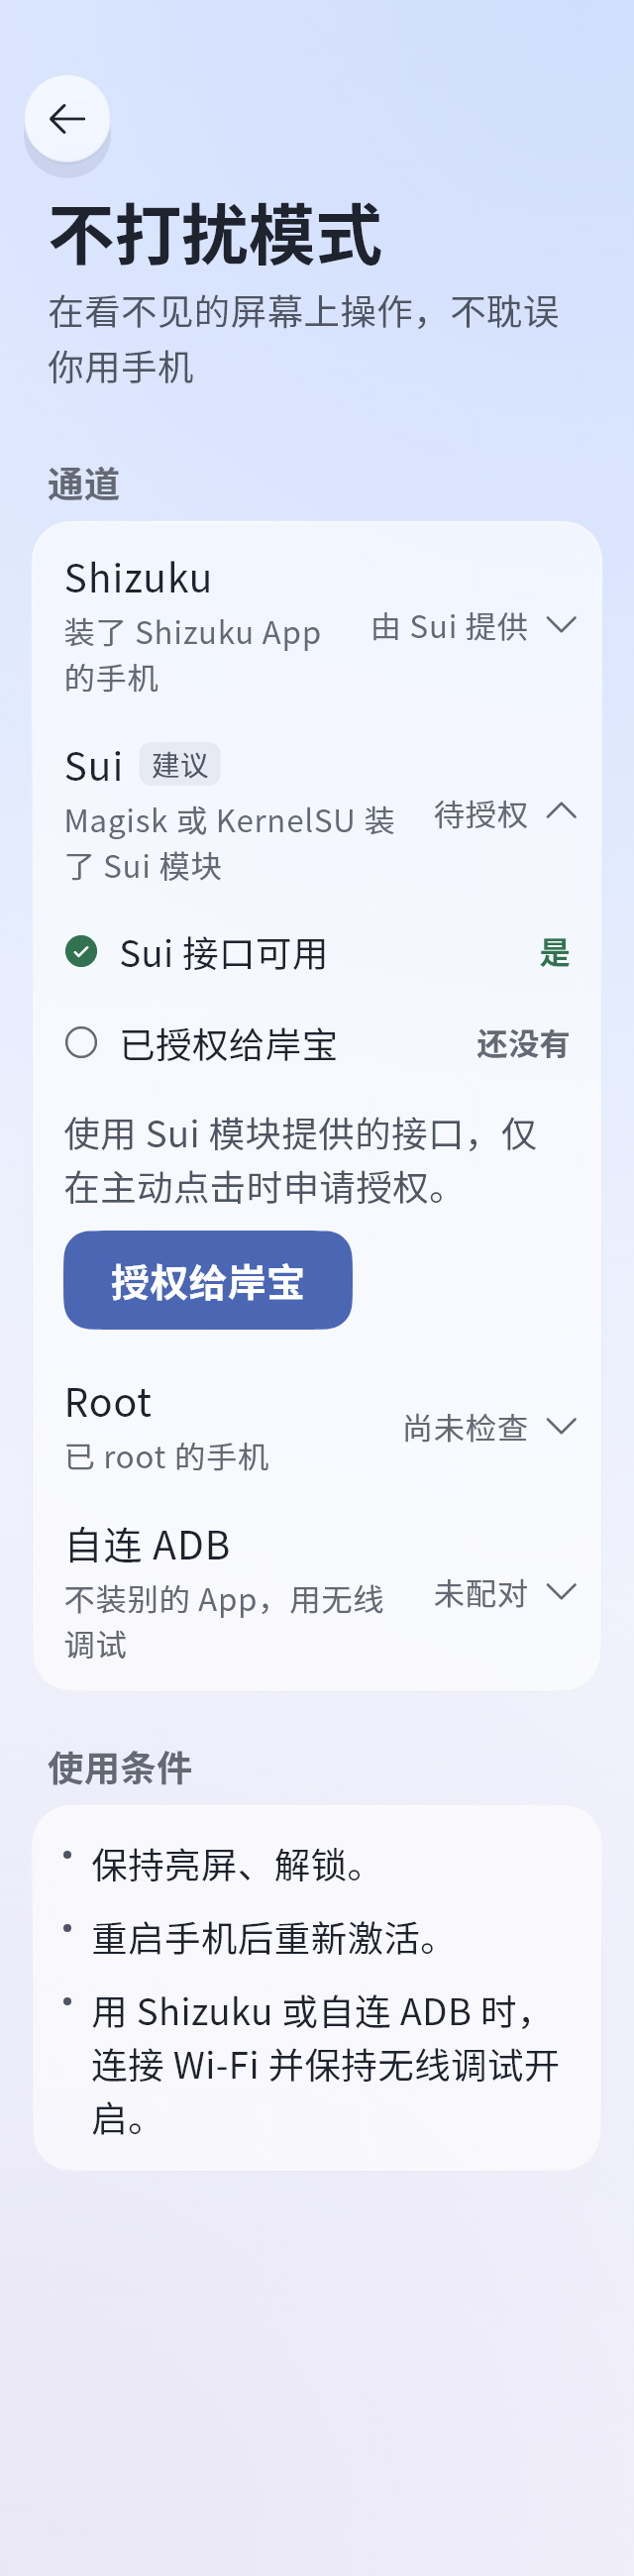 不打扰模式
在看不见的屏幕上操作，不耽误
你用手机
通道
Shizuku
装了 Shizuku App
的手机
由 Sui 提供
Sui 建议
Magisk 或 KernelSU 装
了 Sui 模块
待授权
Sui 接口可用 是
已授权给岸宝 还没有
使用 Sui 模块提供的接口，仅
在主动点击时申请授权。
授权给岸宝
Root
已 root 的手机
尚未检查
自连 ADB
不装别的 App，用无线
调试
未配对
使用条件
• 保持亮屏、解锁。
• 重启手机后重新激活。
• 用 Shizuku 或自连 ADB 时，
连接 Wi-Fi 并保持无线调试开
启。